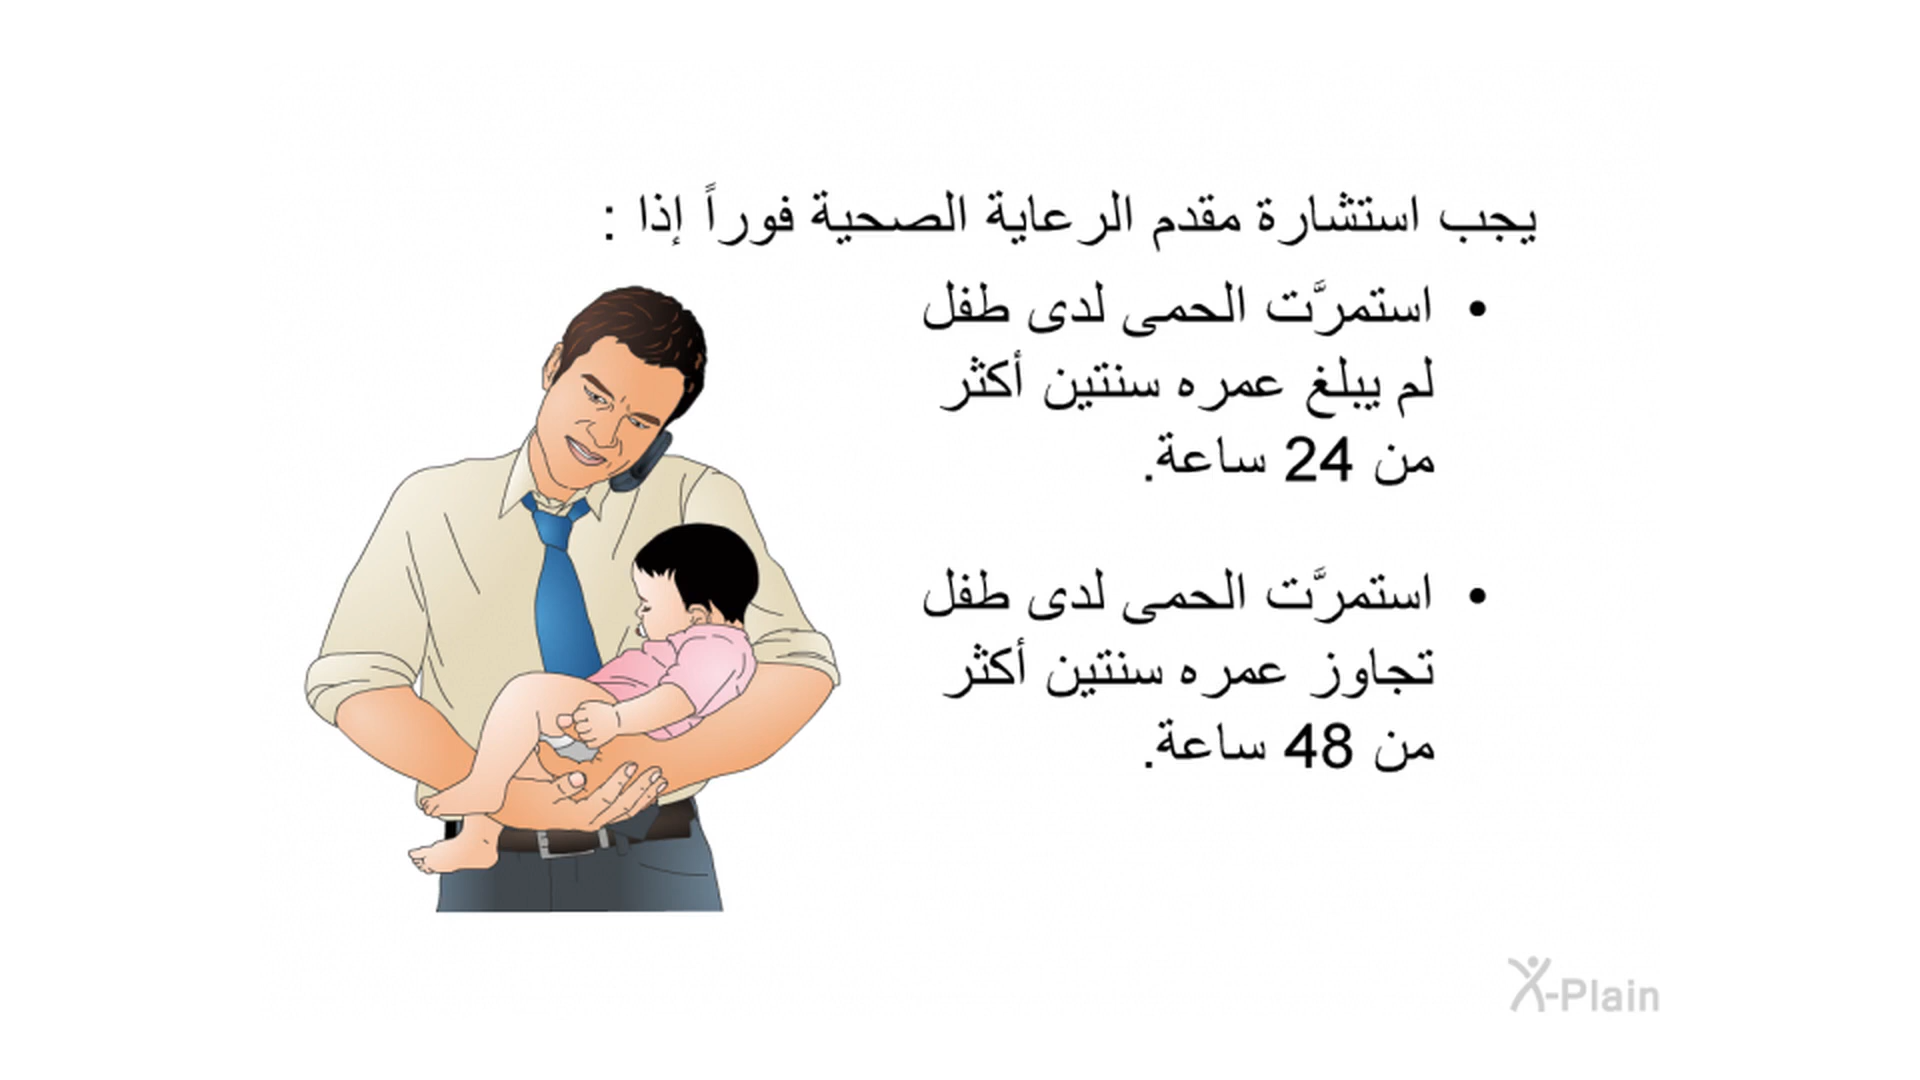 يجب استشارة مقدم الرعاية الصحية فوراً إذا :
• استمرَّت الحمى لدى طفل
لم يبلغ عمره سنتين أكثر
من 24 ساعة.
• استمرَّت الحمى لدى طفل
تجاوز عمره سنتين أكثر
من 48 ساعة.
X-Plain